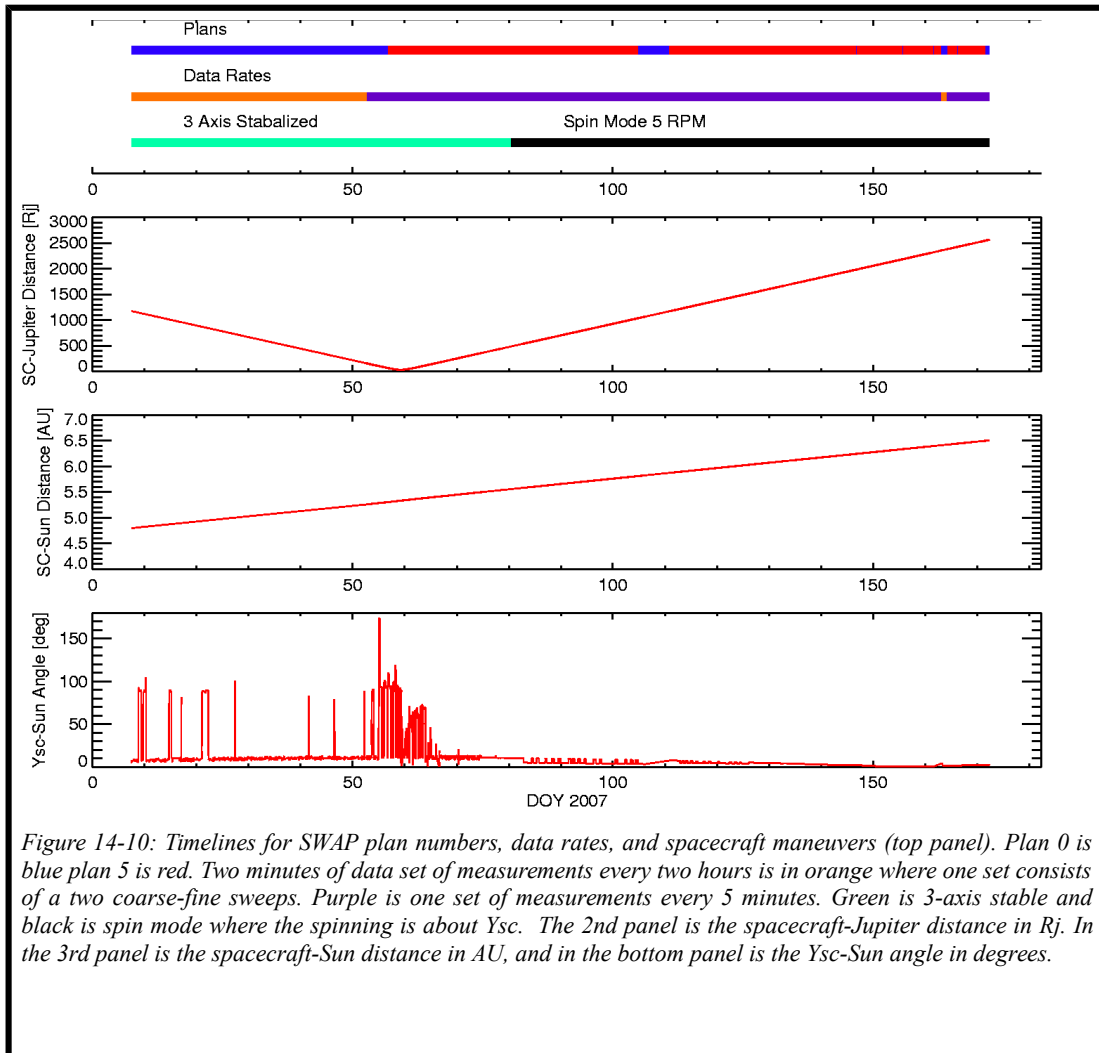 Plans
Data Rates
3 Axis Stabalized Spin Mode 5 RPM
0 50 100 150
SC-Jupiter Distance [Rj]
3000
2500
2000
1500
1000
500
0
0 50 100 150
SC-Sun Distance [AU]
7.0
6.5
6.0
5.5
5.0
4.5
4.0
0 50 100 150
Ysc-Sun Angle [deg]
150
100
50
0
0 50 100 150
DOY 2007
Figure 14-10: Timelines for SWAP plan numbers, data rates, and spacecraft maneuvers (top panel). Plan 0 is
blue plan 5 is red. Two minutes of data set of measurements every two hours is in orange where one set consists
of a two coarse-fine sweeps. Purple is one set of measurements every 5 minutes. Green is 3-axis stable and
black is spin mode where the spinning is about Ysc. The 2nd panel is the spacecraft-Jupiter distance in Rj. In
the 3rd panel is the spacecraft-Sun distance in AU, and in the bottom panel is the Ysc-Sun angle in degrees.